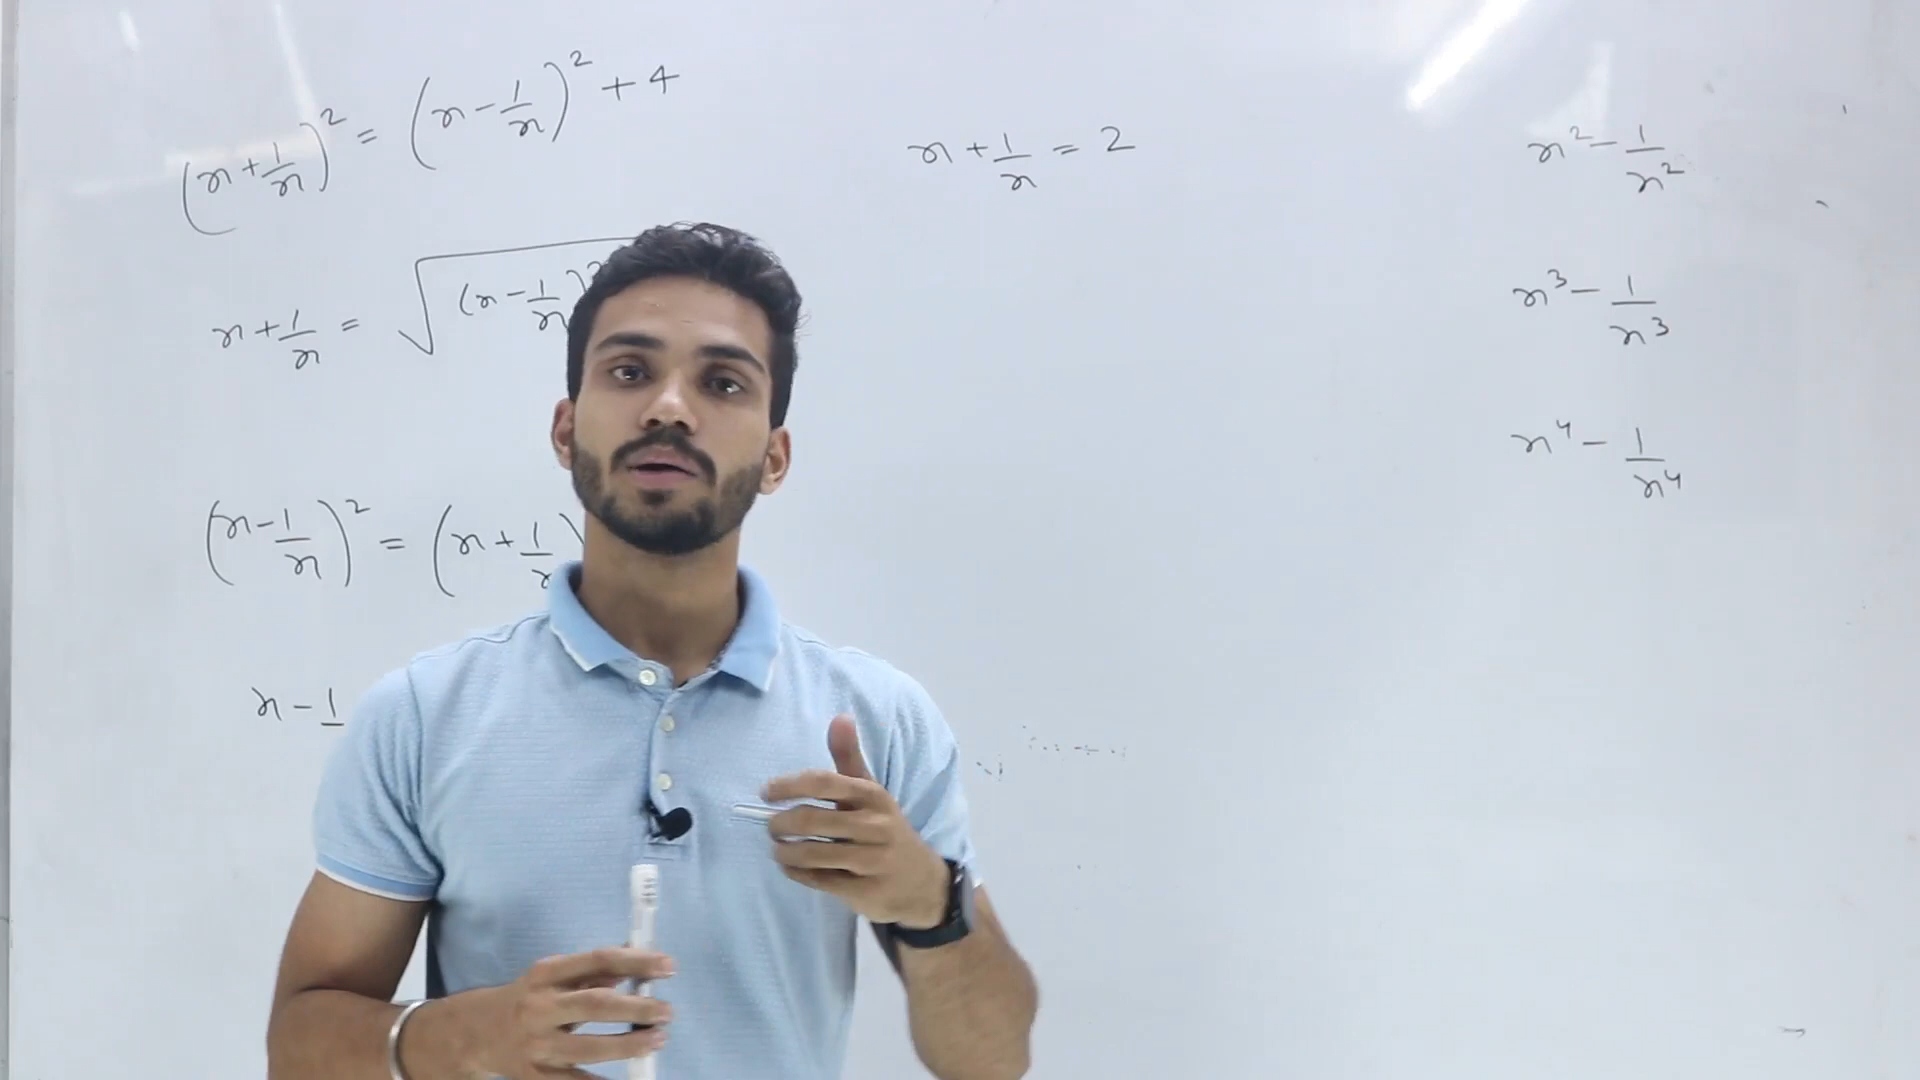 (x + 1/x)² = (x - 1/x)² + 4
x + 1/x = √(x - 1/x)
(x - 1/x)² = (x + 1/x)
x - 1
x + 1/x = 2
x² - 1/x²
x³ - 1/x³
x⁴ - 1/x⁴